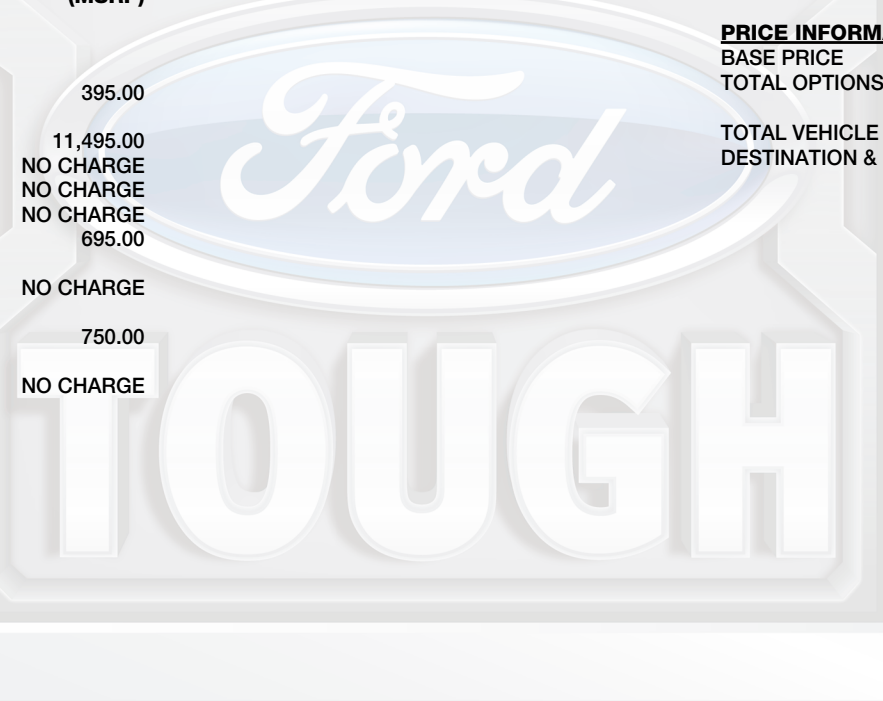 (MSRP)
395.00
11,495.00
NO CHARGE
NO CHARGE
NO CHARGE
695.00
NO CHARGE
750.00
NO CHARGE
PRICE INFORM
BASE PRICE
TOTAL OPTIONS
TOTAL VEHICLE
DESTINATION &
Ford
TOUGH